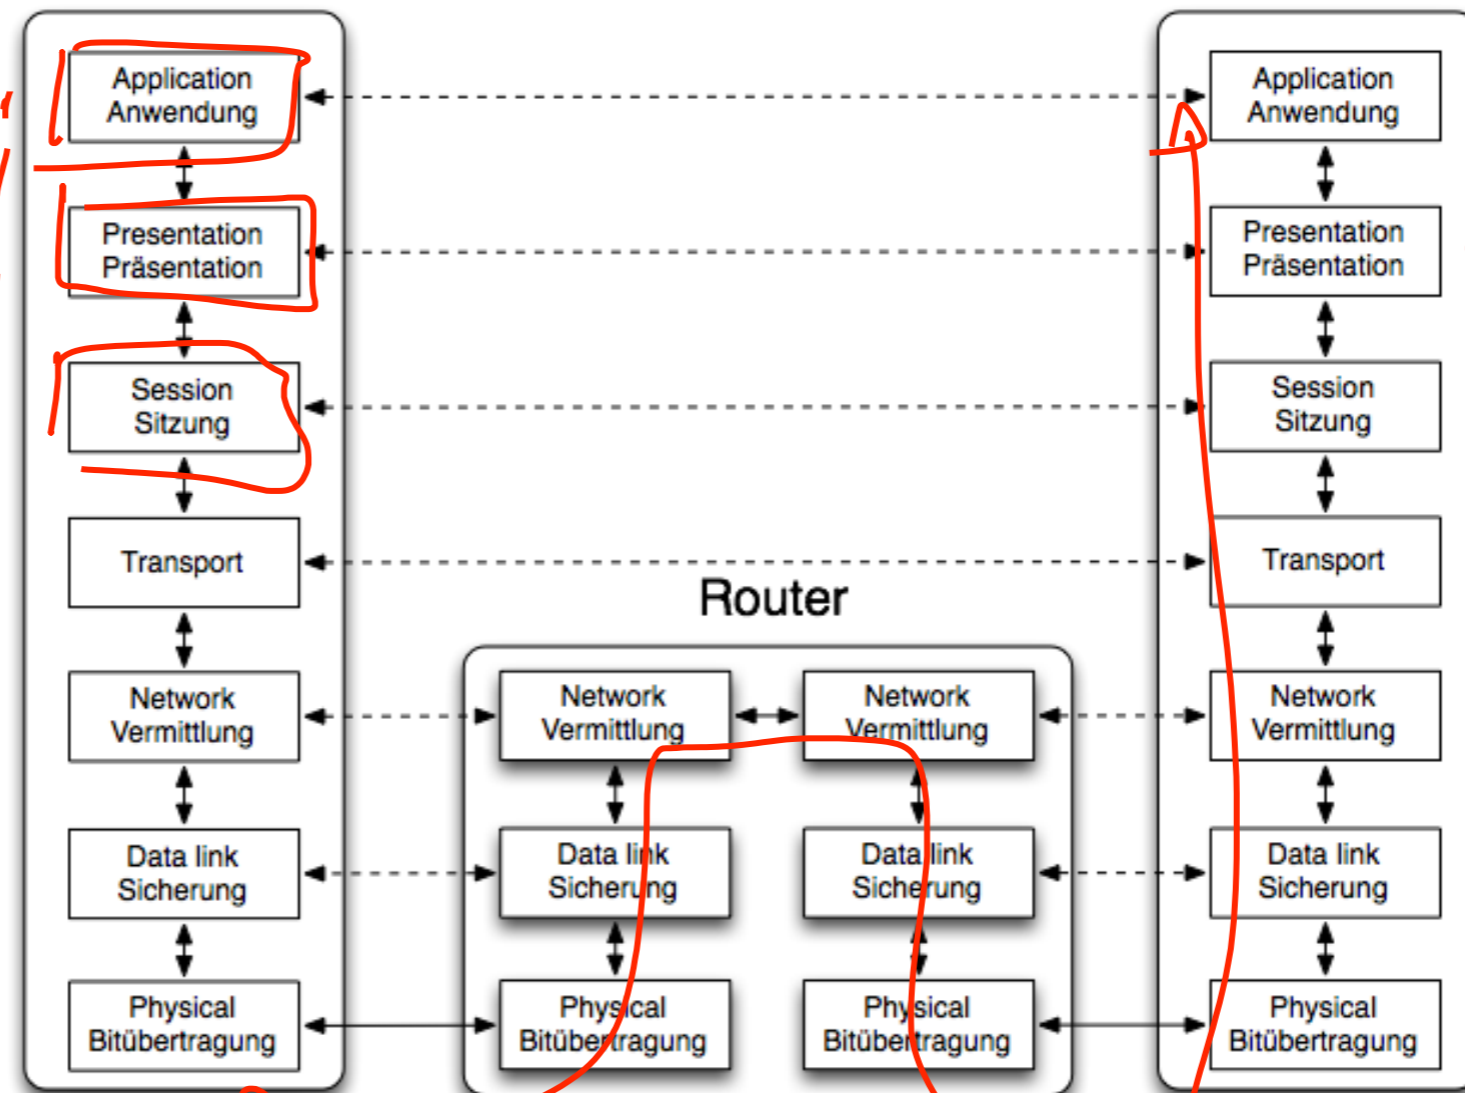 Application
Anwendung
Presentation
Präsentation
Session
Sitzung
Transport
Network
Vermittlung
Data link
Sicherung
Physical
Bitübertragung
Router
Network
Vermittlung
Data link
Sicherung
Physical
Bitübertragung
Network
Vermittlung
Data link
Sicherung
Physical
Bitübertragung
Application
Anwendung
Presentation
Präsentation
Session
Sitzung
Transport
Network
Vermittlung
Data link
Sicherung
Physical
Bitübertragung